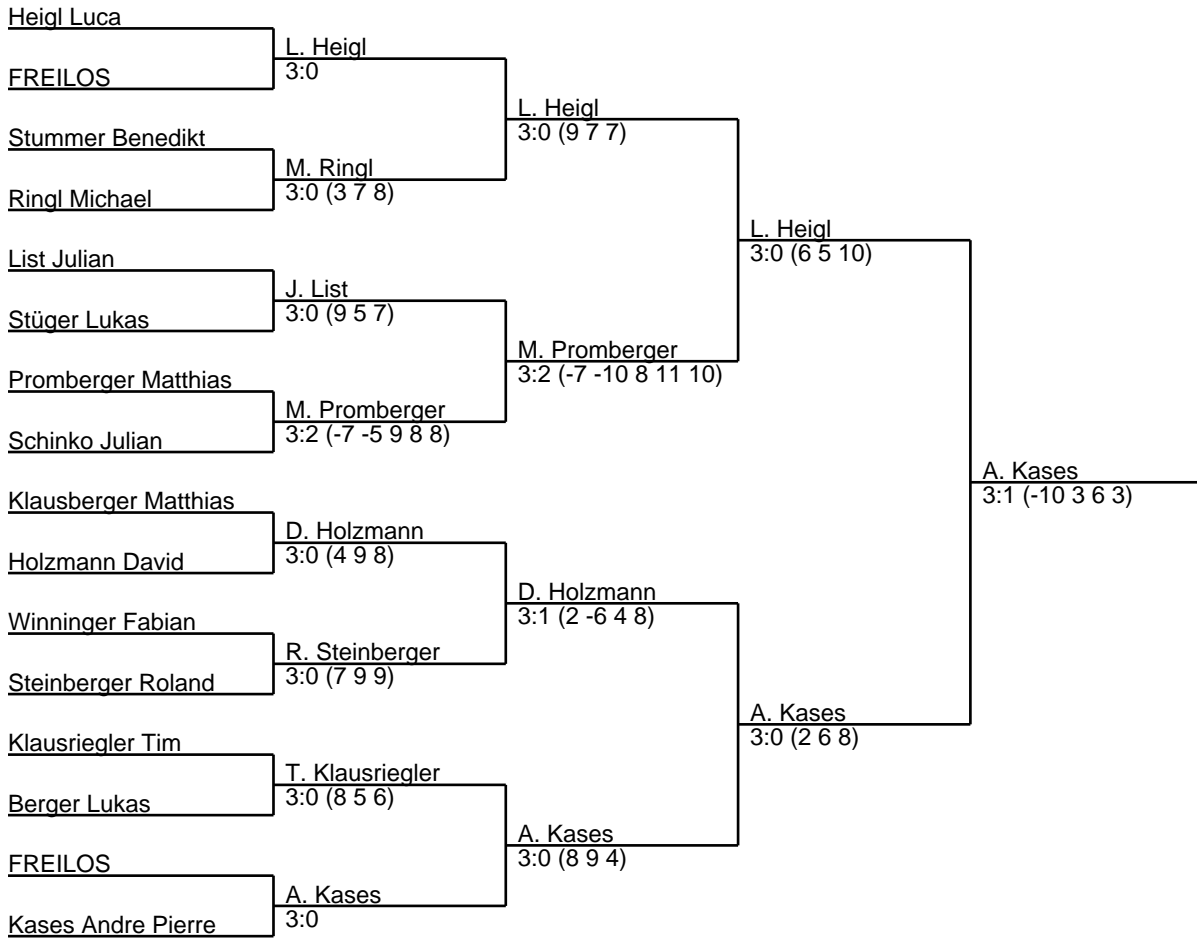 Heigl Luca
FREILOS
Stummer Benedikt
Ringl Michael
List Julian
Stüger Lukas
Promberger Matthias
Schinko Julian
Klausberger Matthias
Holzmann David
Winninger Fabian
Steinberger Roland
Klausriegler Tim
Berger Lukas
FREILOS
Kases Andre Pierre
L. Heigl
3:0
M. Ringl
3:0 (3 7 8)
J. List
3:0 (9 5 7)
M. Promberger
3:2 (-7 -5 9 8 8)
D. Holzmann
3:0 (4 9 8)
R. Steinberger
3:0 (7 9 9)
T. Klausriegler
3:0 (8 5 6)
A. Kases
3:0
L. Heigl
3:0 (9 7 7)
M. Promberger
3:2 (-7 -10 8 11 10)
D. Holzmann
3:1 (2 -6 4 8)
A. Kases
3:0 (8 9 4)
L. Heigl
3:0 (6 5 10)
A. Kases
3:0 (2 6 8)
A. Kases
3:1 (-10 3 6 3)